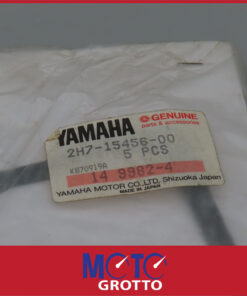 GENUINE
parts & accessories
YAMAHA
2H7-15456-00
5 PCS
KB70919A
14 9982-4
YAMAHA MOTOR CO., LTD. Shizuoka Japan
MADE IN JAPAN
MOTO
GROTTO